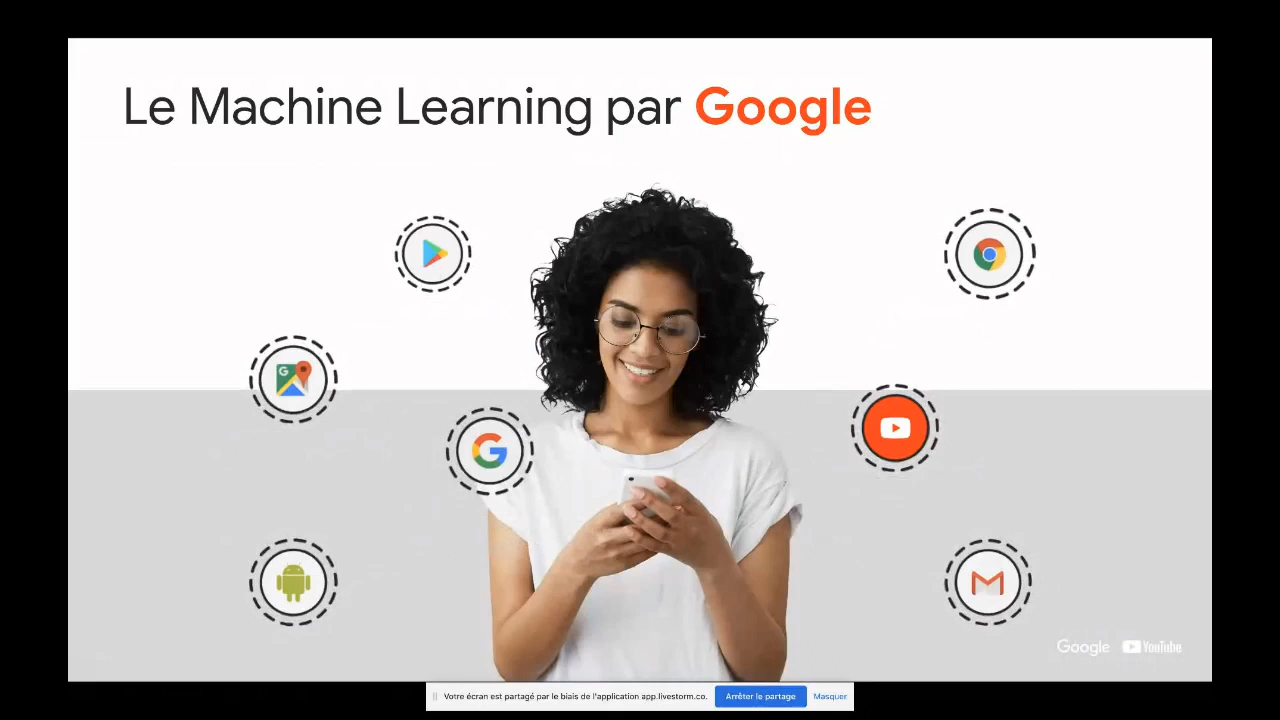 Le Machine Learning par Google
G
G
Google YouTube
Votre écran est partagé par le biais de l'application app.livestorm.co. Arrêter le partage Masquer